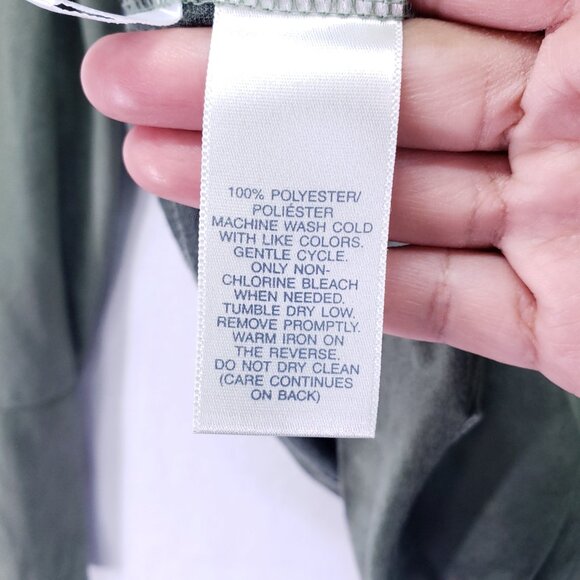 100% POLYESTER/
POLIÉSTER
MACHINE WASH COLD
WITH LIKE COLORS.
GENTLE CYCLE.
ONLY NON-
CHLORINE BLEACH
WHEN NEEDED.
TUMBLE DRY LOW.
REMOVE PROMPTLY.
WARM IRON ON
THE REVERSE.
DO NOT DRY CLEAN
(CARE CONTINUES
ON BACK)